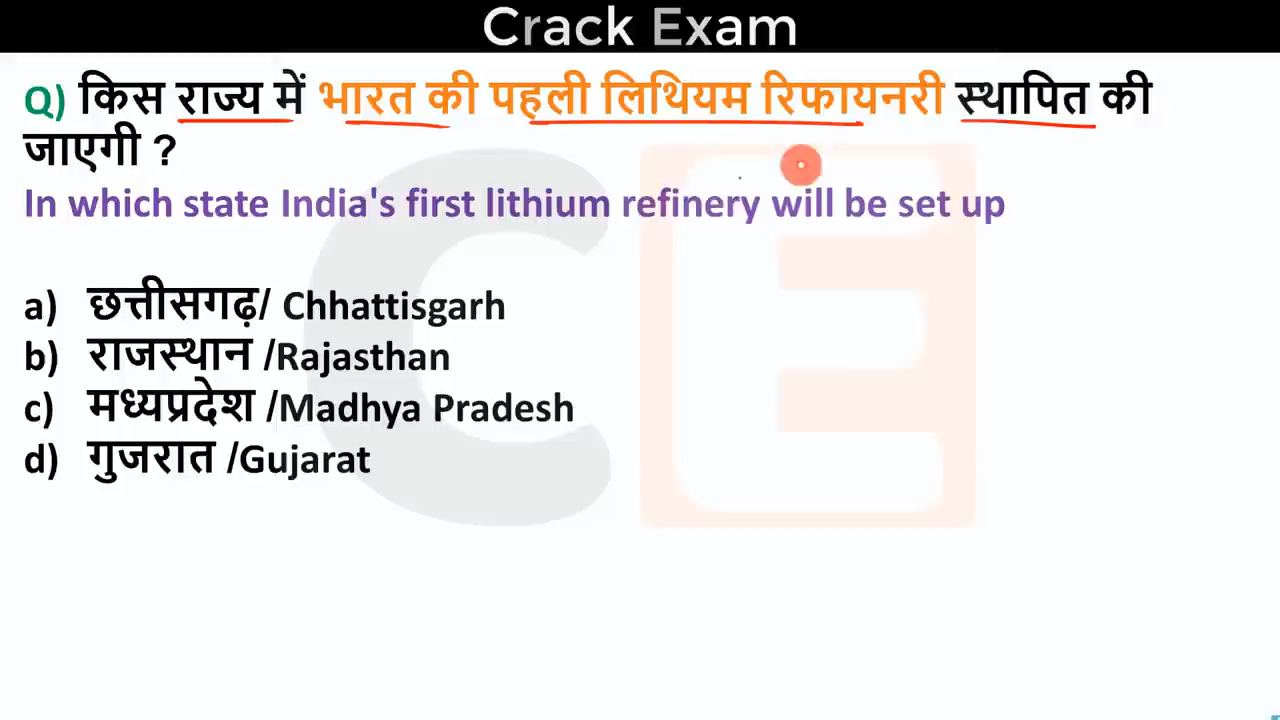 Crack Exam
Q) किस राज्य में भारत की पहली लिथियम रिफायनरी स्थापित की
जाएगी ?
In which state India's first lithium refinery will be set up
a) छत्तीसगढ़/ Chhattisgarh
b) राजस्थान /Rajasthan
c) मध्यप्रदेश /Madhya Pradesh
d) गुजरात /Gujarat
CE